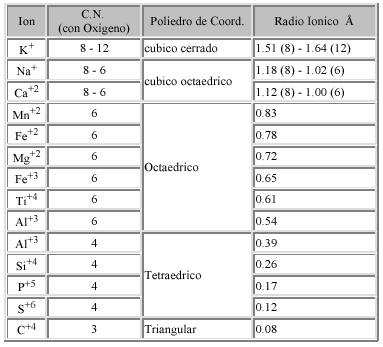 Ion C.N. (con Oxigeno) Poliedro de Coord. Radio Ionico Å
K+ 8 - 12 cubico cerrado 1.51 (8) - 1.64 (12)
Na+ 8 - 6 cubico octaedrico 1.18 (8) - 1.02 (6)
Ca+2 8 - 6 1.12 (8) - 1.00 (6)
Mn+2 6 Octaedrico 0.83
Fe+2 6 0.78
Mg+2 6 0.72
Fe+3 6 0.65
Ti+4 6 0.61
Al+3 6 0.54
Al+3 4 Tetraedrico 0.39
Si+4 4 0.26
P+5 4 0.17
S+6 4 0.12
C+4 3 Triangular 0.08